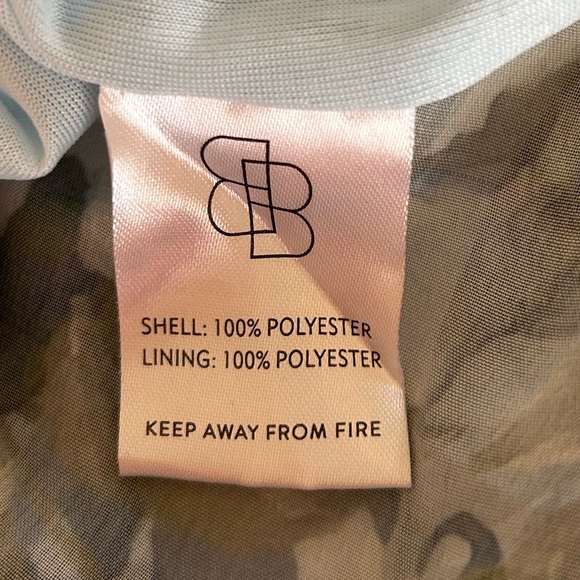 SHELL: 100% POLYESTER
LINING: 100% POLYESTER
KEEP AWAY FROM FIRE